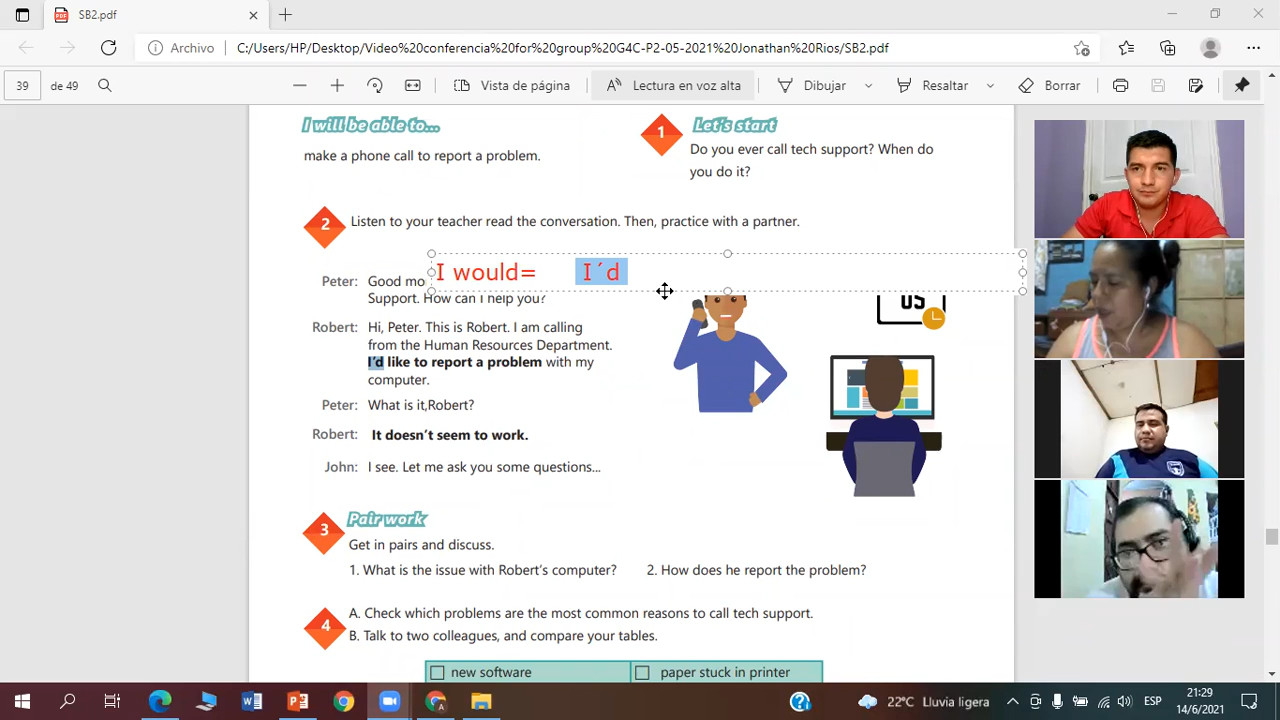 SB2.pdf
Archivo
C:/Users/HP/Desktop/Video%20conferencia%20for%20group%20G4C-P2-05-2021%20Jonathan%20Rios/SB2.pdf
39
de 49
Vista de página
Lectura en voz alta
Dibujar
Resaltar
Borrar
I will be able to...
make a phone call to report a problem.
1
Let's start
Do you ever call tech support? When do
you do it?
2
Listen to your teacher read the conversation. Then, practice with a partner.
I would= I´d
Peter: Good mo
Support. How can I help you?
US
Robert: Hi, Peter. This is Robert. I am calling
from the Human Resources Department.
I'd like to report a problem with my
computer.
Peter: What is it,Robert?
Robert: It doesn't seem to work.
John: I see. Let me ask you some questions...
3
Pair work
Get in pairs and discuss.
1. What is the issue with Robert's computer? 2. How does he report the problem?
4
A. Check which problems are the most common reasons to call tech support.
B. Talk to two colleagues, and compare your tables.
new software
paper stuck in printer
22°C Lluvia ligera
ESP
21:29
14/6/2021